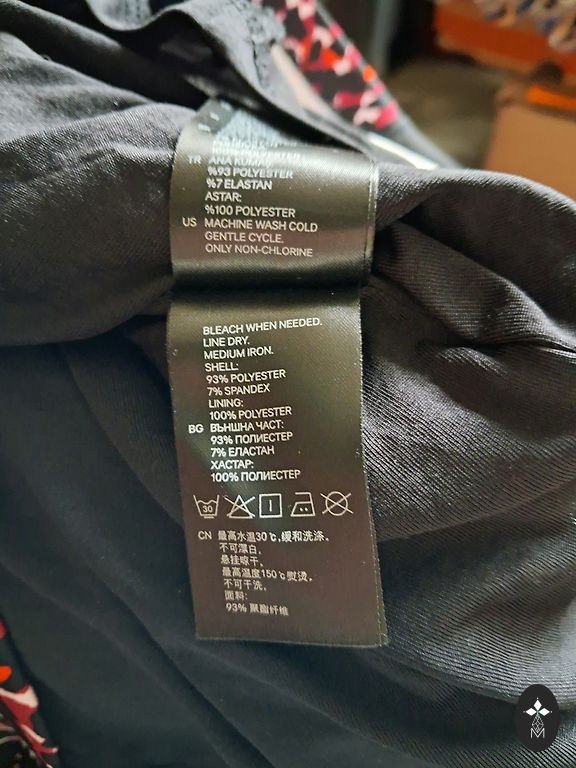 TR ANA KUMAŞ:
%93 POLYESTER
%7 ELASTAN
ASTAR:
%100 POLYESTER
US MACHINE WASH COLD
GENTLE CYCLE.
ONLY NON-CHLORINE
BLEACH WHEN NEEDED.
LINE DRY.
MEDIUM IRON.
SHELL:
93% POLYESTER
7% SPANDEX
LINING:
100% POLYESTER
BG ВЪНШНА ЧАСТ:
93% ПОЛИЕСТЕР
7% ЕЛАСТАН
ХАСТАР:
100% ПОЛИЕСТЕР
30
CN 最高水温30℃,缓和洗涤。
不可漂白。
悬挂晾干。
最高温度150℃熨烫。
不可干洗。
面料:
93% 聚脂纤维